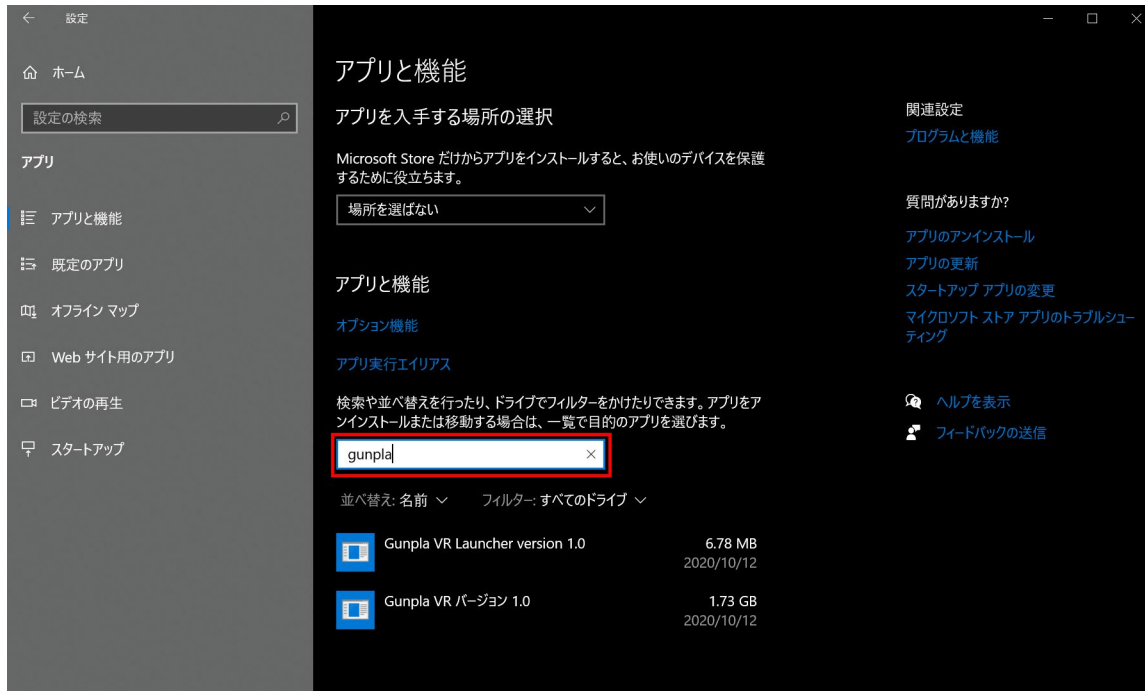 設定
ホーム
設定の検索
アプリ
アプリと機能
既定のアプリ
オフライン マップ
Web サイト用のアプリ
ビデオの再生
スタートアップ
アプリと機能
アプリを入手する場所の選択
Microsoft Store だけからアプリをインストールすると、お使いのデバイスを保護
するために役立ちます。
場所を選ばない
アプリと機能
オプション機能
アプリ実行エイリアス
検索や並べ替えを行ったり、ドライブでフィルターをかけたりできます。アプリをア
ンインストールまたは移動する場合は、一覧で目的のアプリを選びます。
gunpla
並べ替え: 名前 フィルター: すべてのドライブ
Gunpla VR Launcher version 1.0 6.78 MB
2020/10/12
Gunpla VR バージョン 1.0 1.73 GB
2020/10/12
関連設定
プログラムと機能
質問がありますか?
アプリのアンインストール
アプリの更新
スタートアップ アプリの変更
マイクロソフト ストア アプリのトラブルシュー
ティング
ヘルプを表示
フィードバックの送信